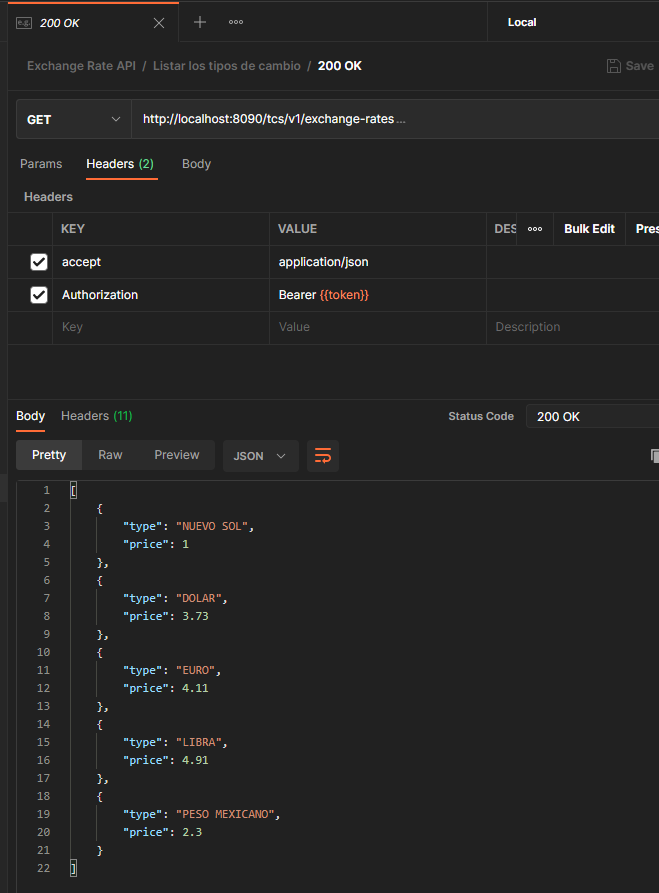 e.g. 200 OK
Local
Exchange Rate API / Listar los tipos de cambio / 200 OK
Save
GET http://localhost:8090/tcs/v1/exchange-rates...
Params Headers (2) Body
Headers
KEY VALUE DES Bulk Edit Pres
accept application/json
Authorization Bearer {{token}}
Key Value Description
Body Headers (11) Status Code 200 OK
Pretty Raw Preview JSON
1 [
2 {
3 "type": "NUEVO SOL",
4 "price": 1
5 },
6 {
7 "type": "DOLAR",
8 "price": 3.73
9 },
10 {
11 "type": "EURO",
12 "price": 4.11
13 },
14 {
15 "type": "LIBRA",
16 "price": 4.91
17 },
18 {
19 "type": "PESO MEXICANO",
20 "price": 2.3
21 }
22 ]